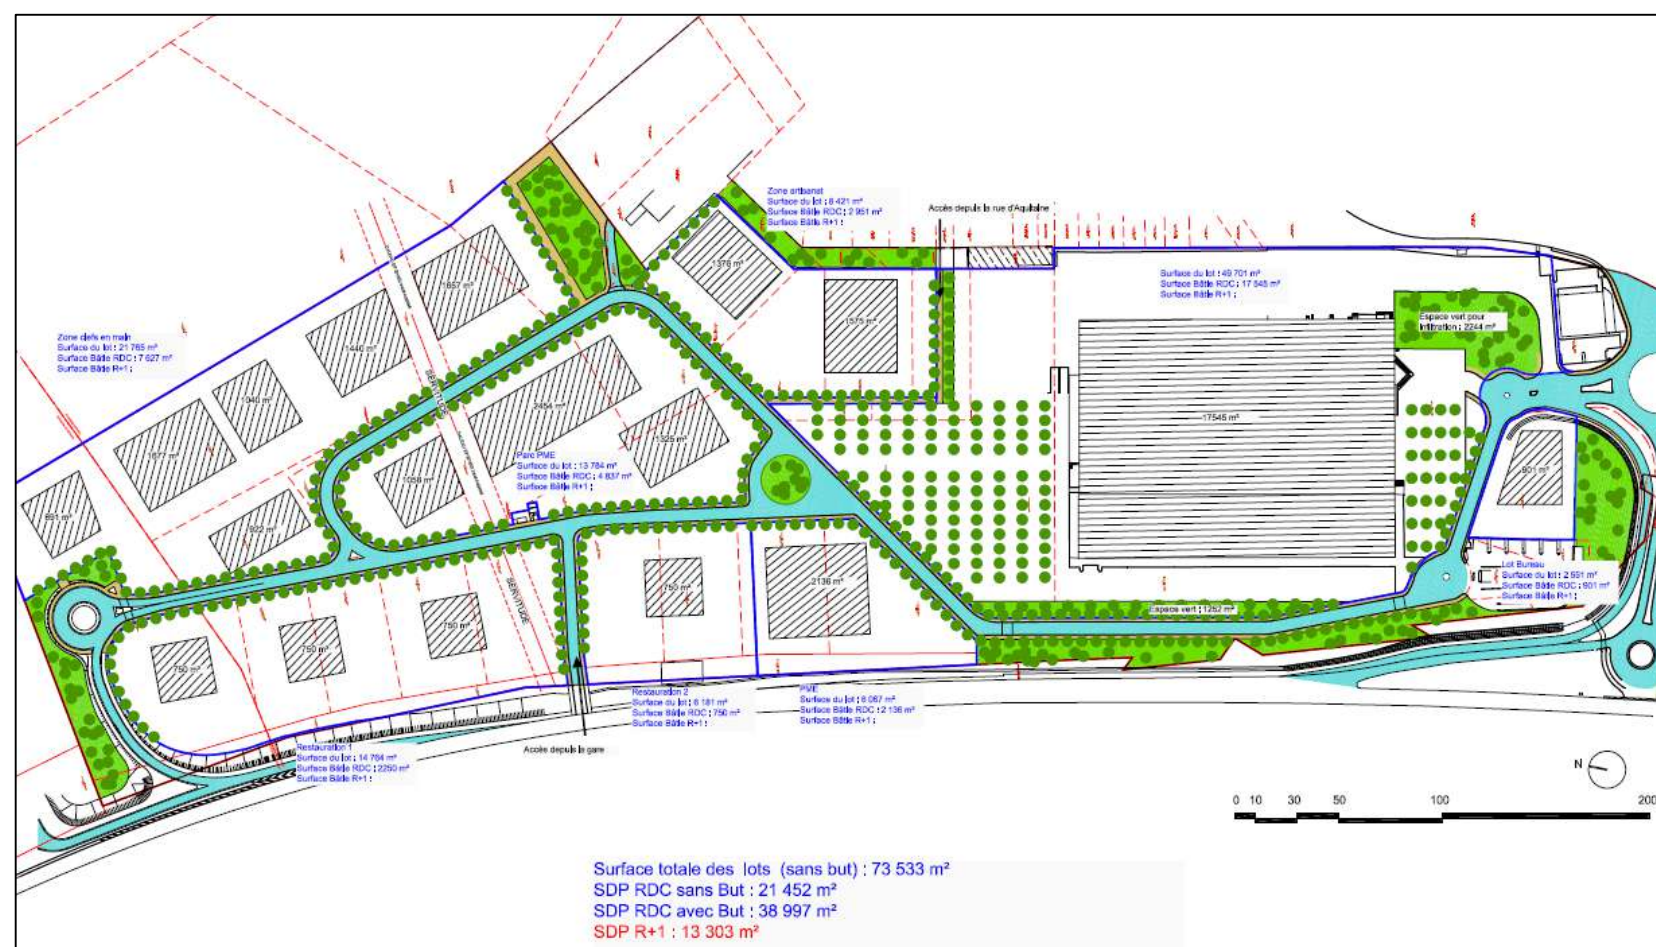 Zone artisanat
Surface du lot : 8 421 m²
Surface Bâtie RDC : 2 951 m²
Surface Bâtie R+1 :
Accès depuis la rue d'Aquitaine
1376 m²
1657 m²
Surface du lot : 49 701 m²
Surface Bâtie RDC : 17 545 m²
Surface Bâtie R+1 :
Espace vert pour
infiltration : 2244 m²
Zone clefs en main
Surface du lot : 21 765 m²
Surface Bâtie RDC : 7 627 m²
Surface Bâtie R+1 :
1575 m²
1440 m²
SERVITUDE
1040 m²
2454 m²
17545 m²
1325 m²
1677 m²
Parc PME
Surface du lot : 13 784 m²
Surface Bâtie RDC : 4 837 m²
Surface Bâtie R+1 :
901 m²
1058 m²
691 m²
922 m²
Lot Bureau
Surface du lot : 2 551 m²
Surface Bâtie RDC : 901 m²
Surface Bâtie R+1 :
2136 m²
750 m²
SERVITUDE
Espace vert : 1252 m²
750 m²
750 m²
750 m²
Restauration 2
Surface du lot : 6 181 m²
Surface Bâtie RDC : 750 m²
Surface Bâtie R+1 :
PME
Surface du lot : 6 067 m²
Surface Bâtie RDC : 2 136 m²
Surface Bâtie R+1 :
Accès depuis la gare
Restauration 1
Surface du lot : 14 764 m²
Surface Bâtie RDC : 2250 m²
Surface Bâtie R+1 :
N
0 10 30 50 100 200
Surface totale des lots (sans but) : 73 533 m²
SDP RDC sans But : 21 452 m²
SDP RDC avec But : 38 997 m²
SDP R+1 : 13 303 m²